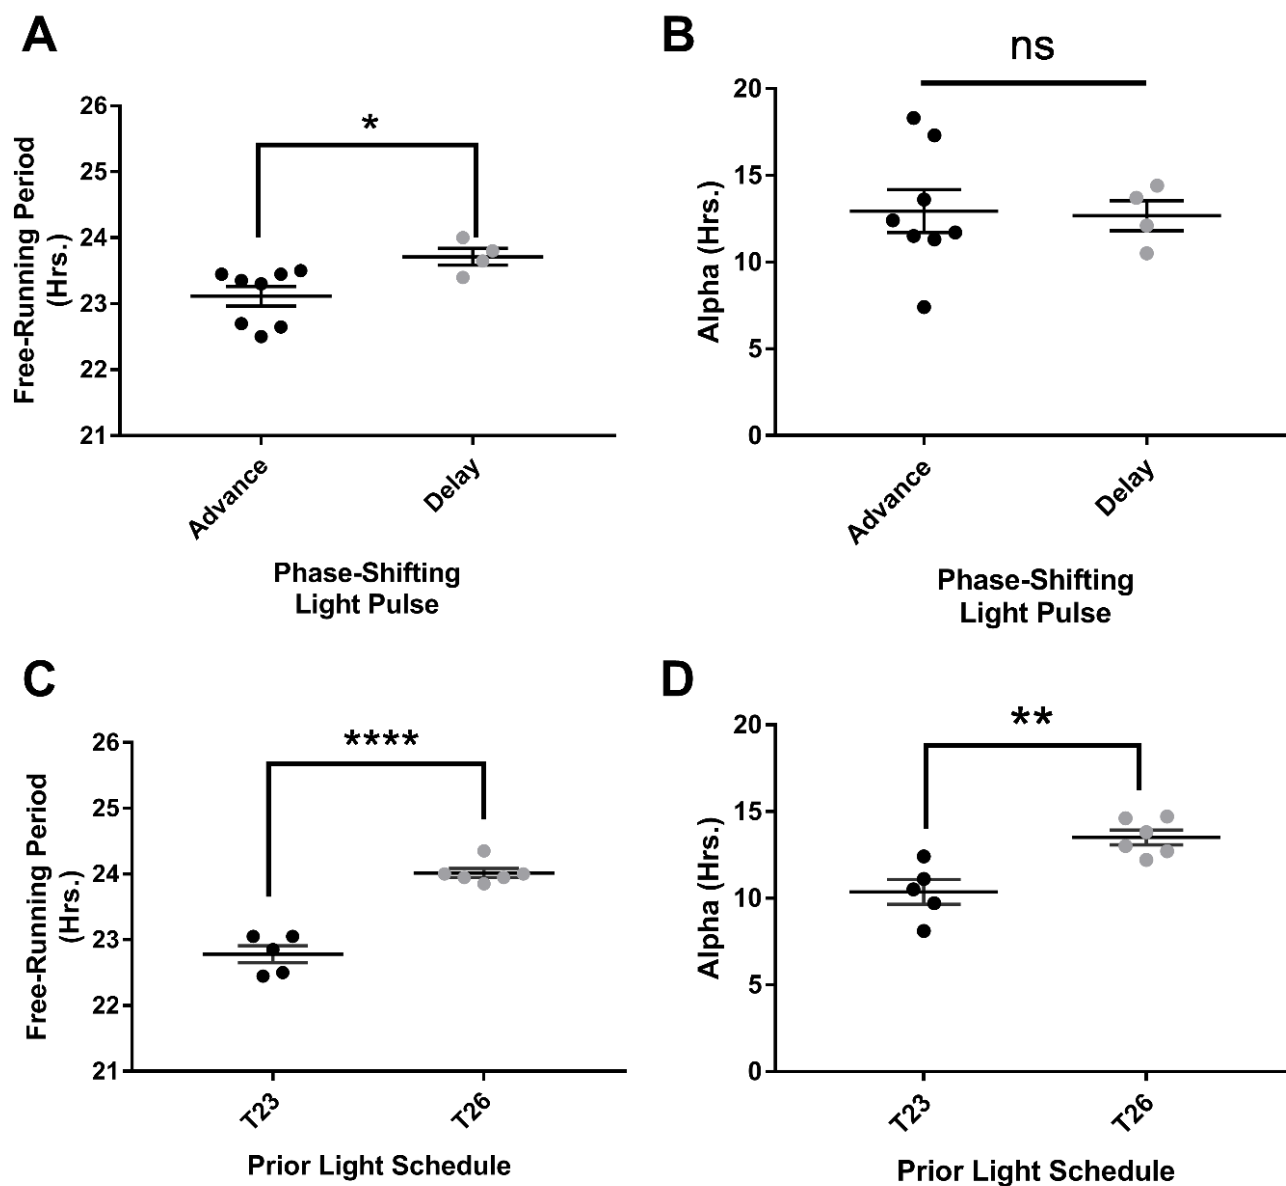 A
26
25
24
23
22
21
Free-Running Period
(Hrs.)
*
Advance
Delay
Phase-Shifting
Light Pulse
B
ns
20
15
10
5
0
Alpha (Hrs.)
Advance
Delay
Phase-Shifting
Light Pulse
C
26
25
24
23
22
21
Free-Running Period
(Hrs.)
****
T23
T26
Prior Light Schedule
D
**
20
15
10
5
0
Alpha (Hrs.)
T23
T26
Prior Light Schedule